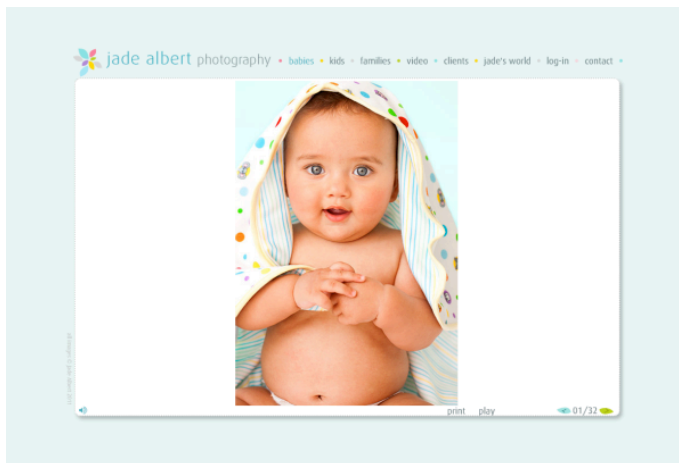 jade albert photography • babies • kids • families • video • clients • jade's world • log-in • contact •
print play 01/32